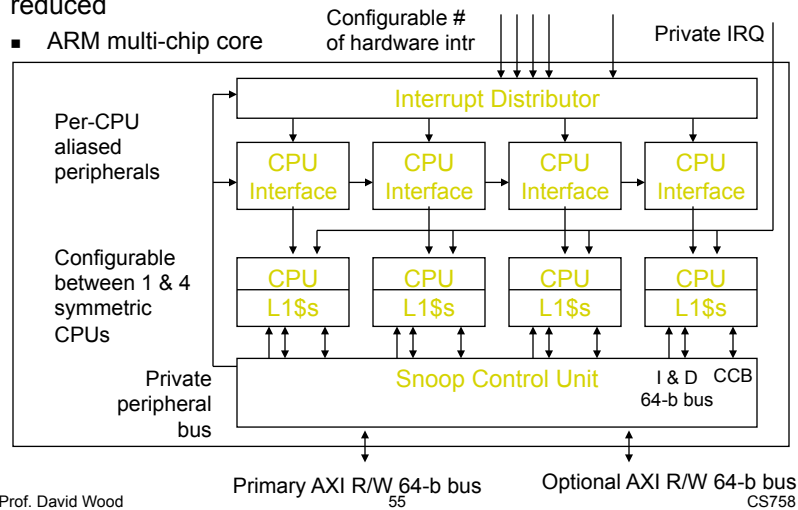 reduced
▪ ARM multi-chip core
Configurable #
of hardware intr
Private IRQ
Interrupt Distributor
Per-CPU
aliased
peripherals
CPU
Interface
CPU
Interface
CPU
Interface
CPU
Interface
Configurable
between 1 & 4
symmetric
CPUs
CPU
L1$s
CPU
L1$s
CPU
L1$s
CPU
L1$s
Private
peripheral
bus
Snoop Control Unit
I & D
64-b bus
CCB
Primary AXI R/W 64-b bus
Optional AXI R/W 64-b bus
Prof. David Wood
55
CS758